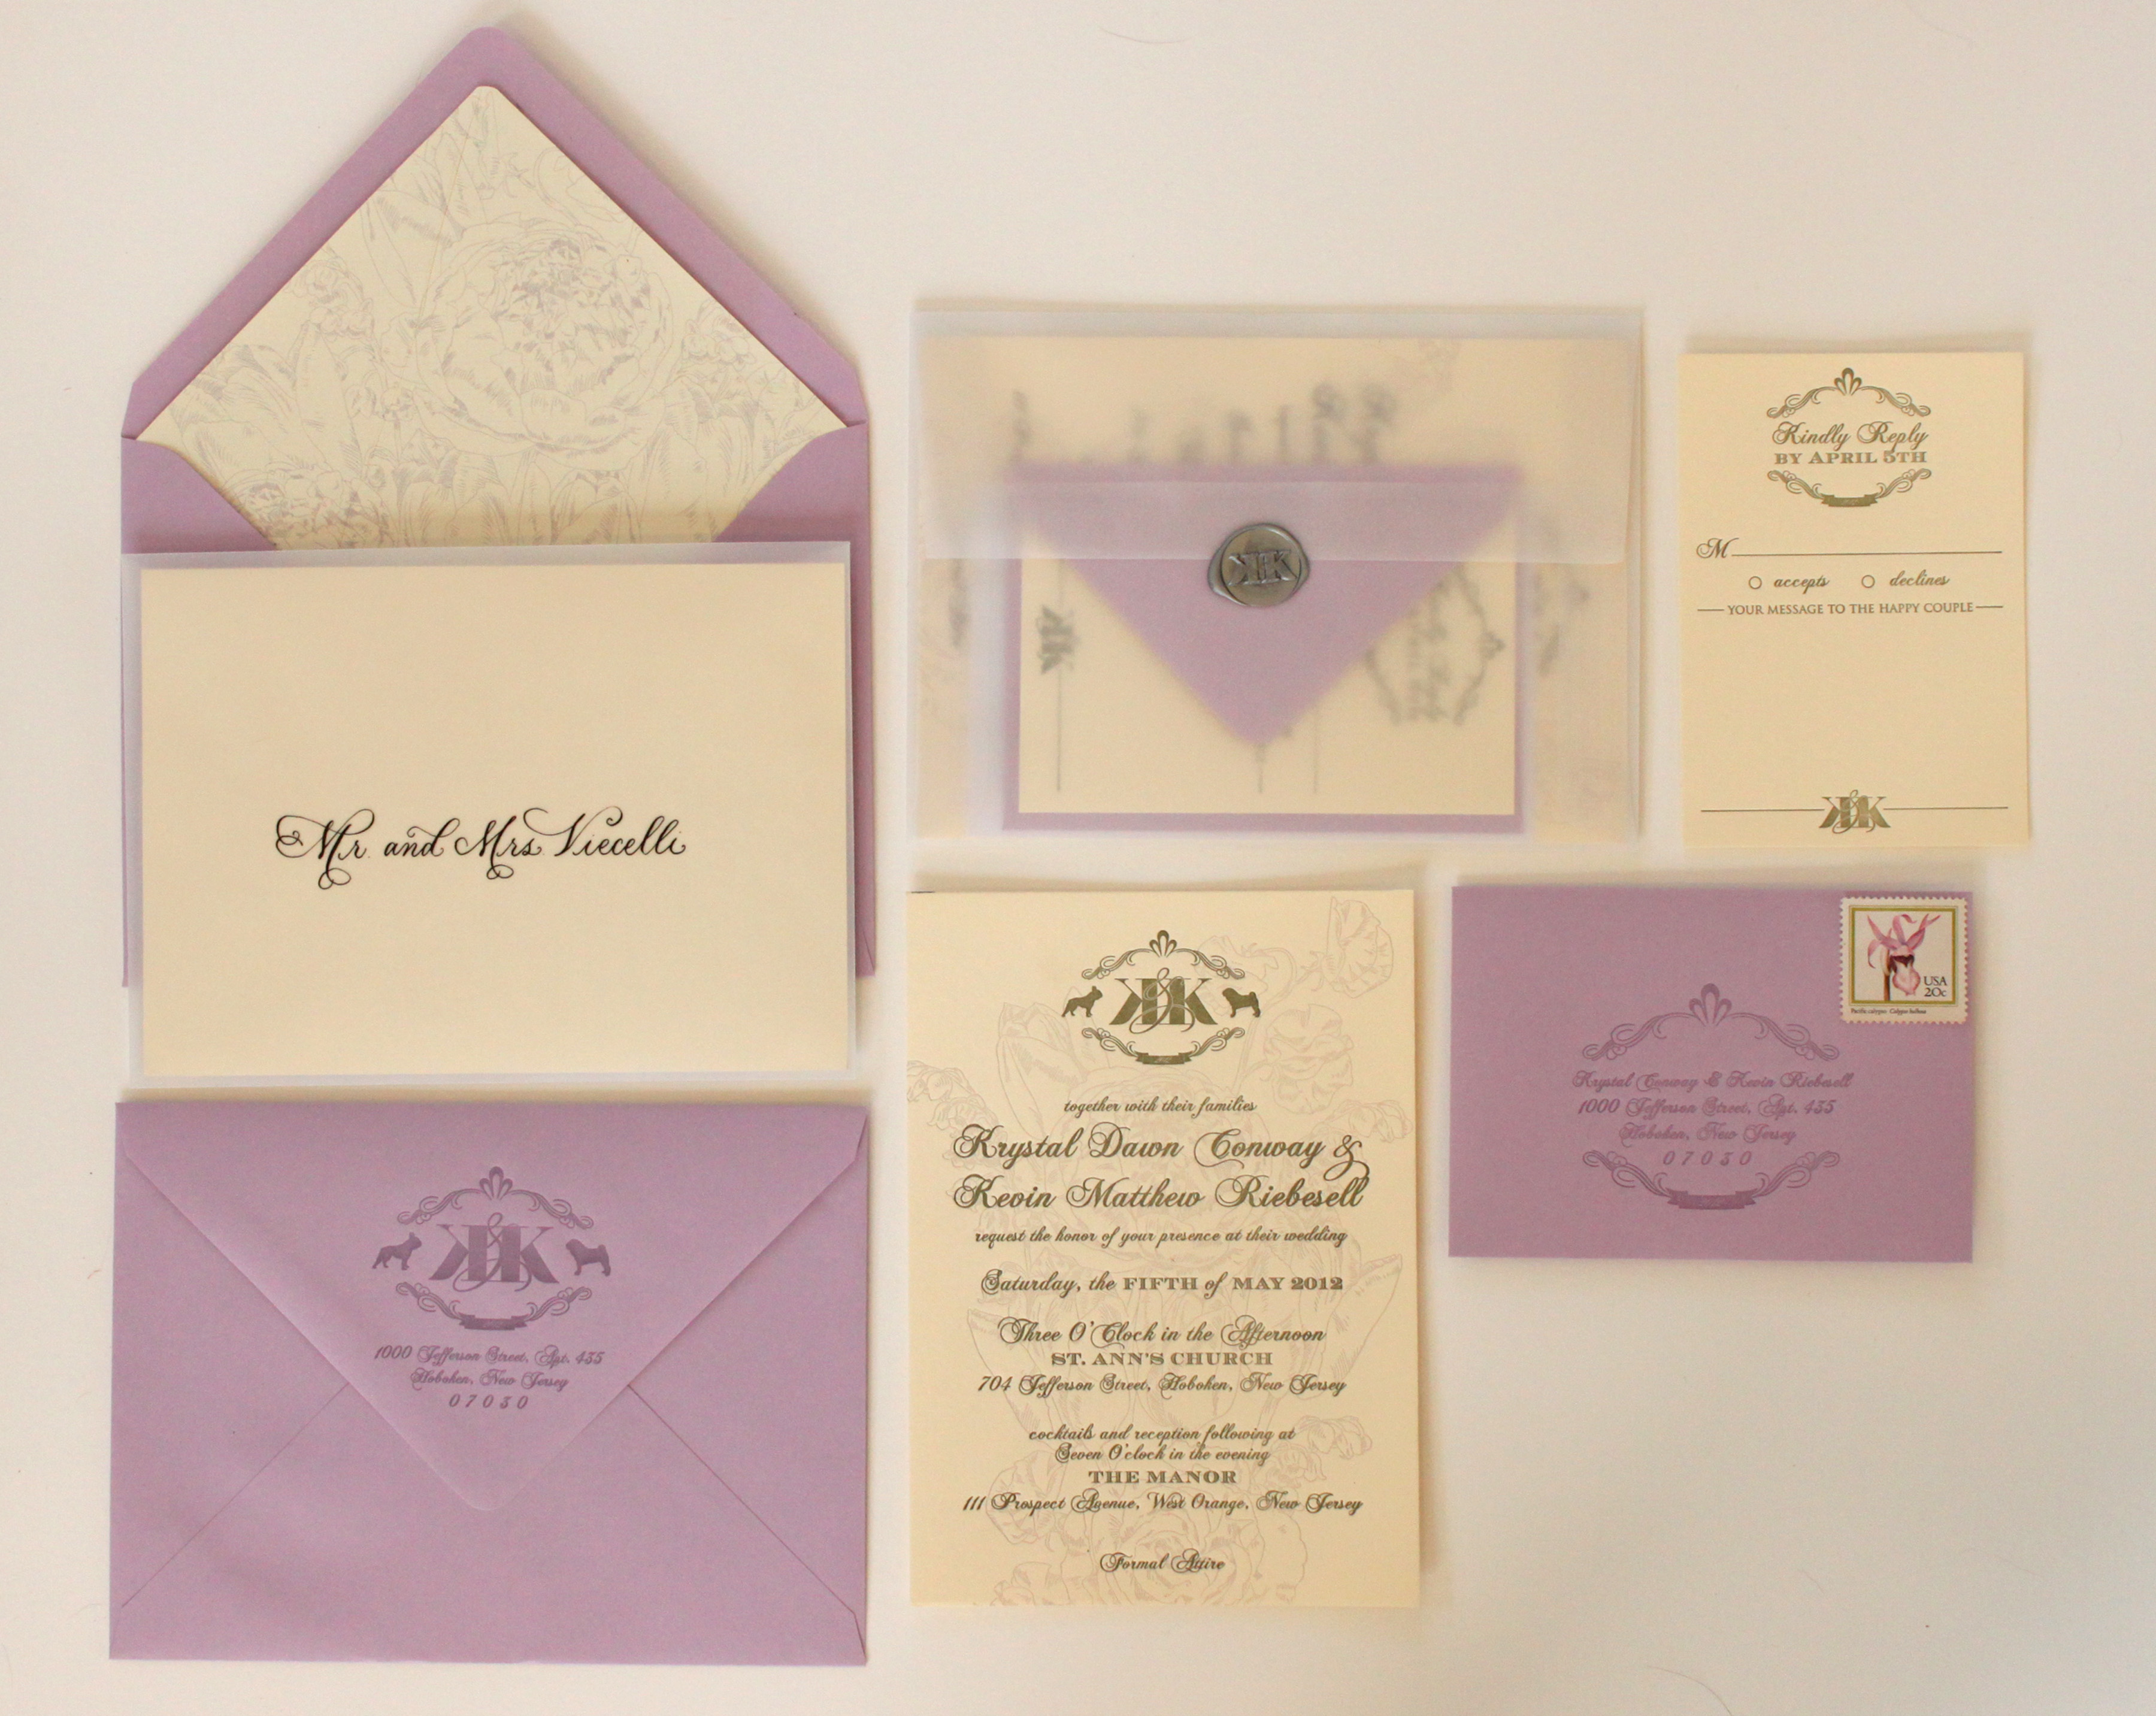 Mr. and Mrs. Viecelli
K&K
1000 Jefferson Street, Apt. 435
Hoboken, New Jersey
07030
K&K
Kindly Reply
BY APRIL 5TH
M
accepts declines
YOUR MESSAGE TO THE HAPPY COUPLE
K&K
K&K
together with their families
Krystal Dawn Conway &
Kevin Matthew Riebesell
request the honor of your presence at their wedding
Saturday, the FIFTH of MAY 2012
Three O'Clock in the Afternoon
ST. ANN'S CHURCH
704 Jefferson Street, Hoboken, New Jersey
cocktails and reception following at
Seven O'clock in the evening
THE MANOR
111 Prospect Avenue, West Orange, New Jersey
Formal Attire
USA
20c
Pacific calypso Calypso bulbosa
Krystal Conway & Kevin Riebesell
1000 Jefferson Street, Apt. 435
Hoboken, New Jersey
07030